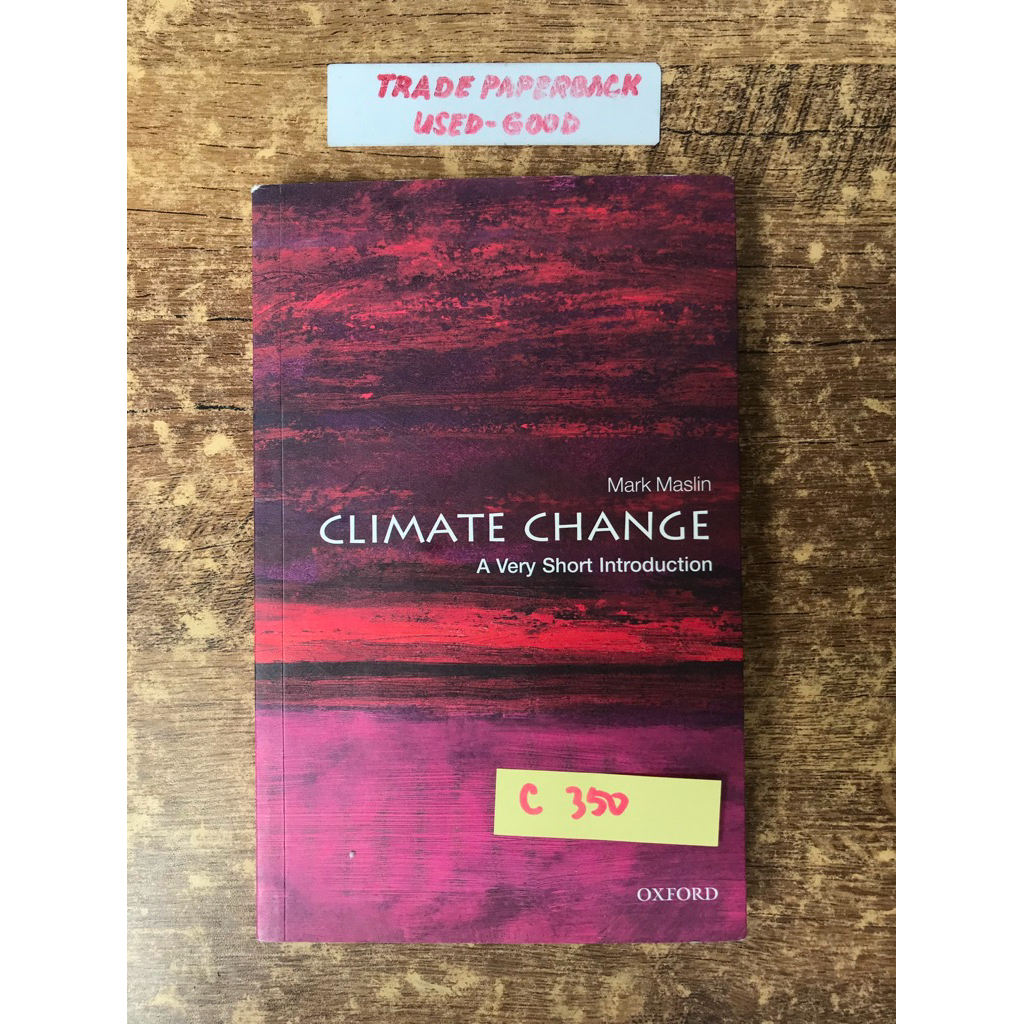 TRADE PAPERBACK
USED-GOOD
Mark Maslin
CLIMATE CHANGE
A Very Short Introduction
C 350
OXFORD